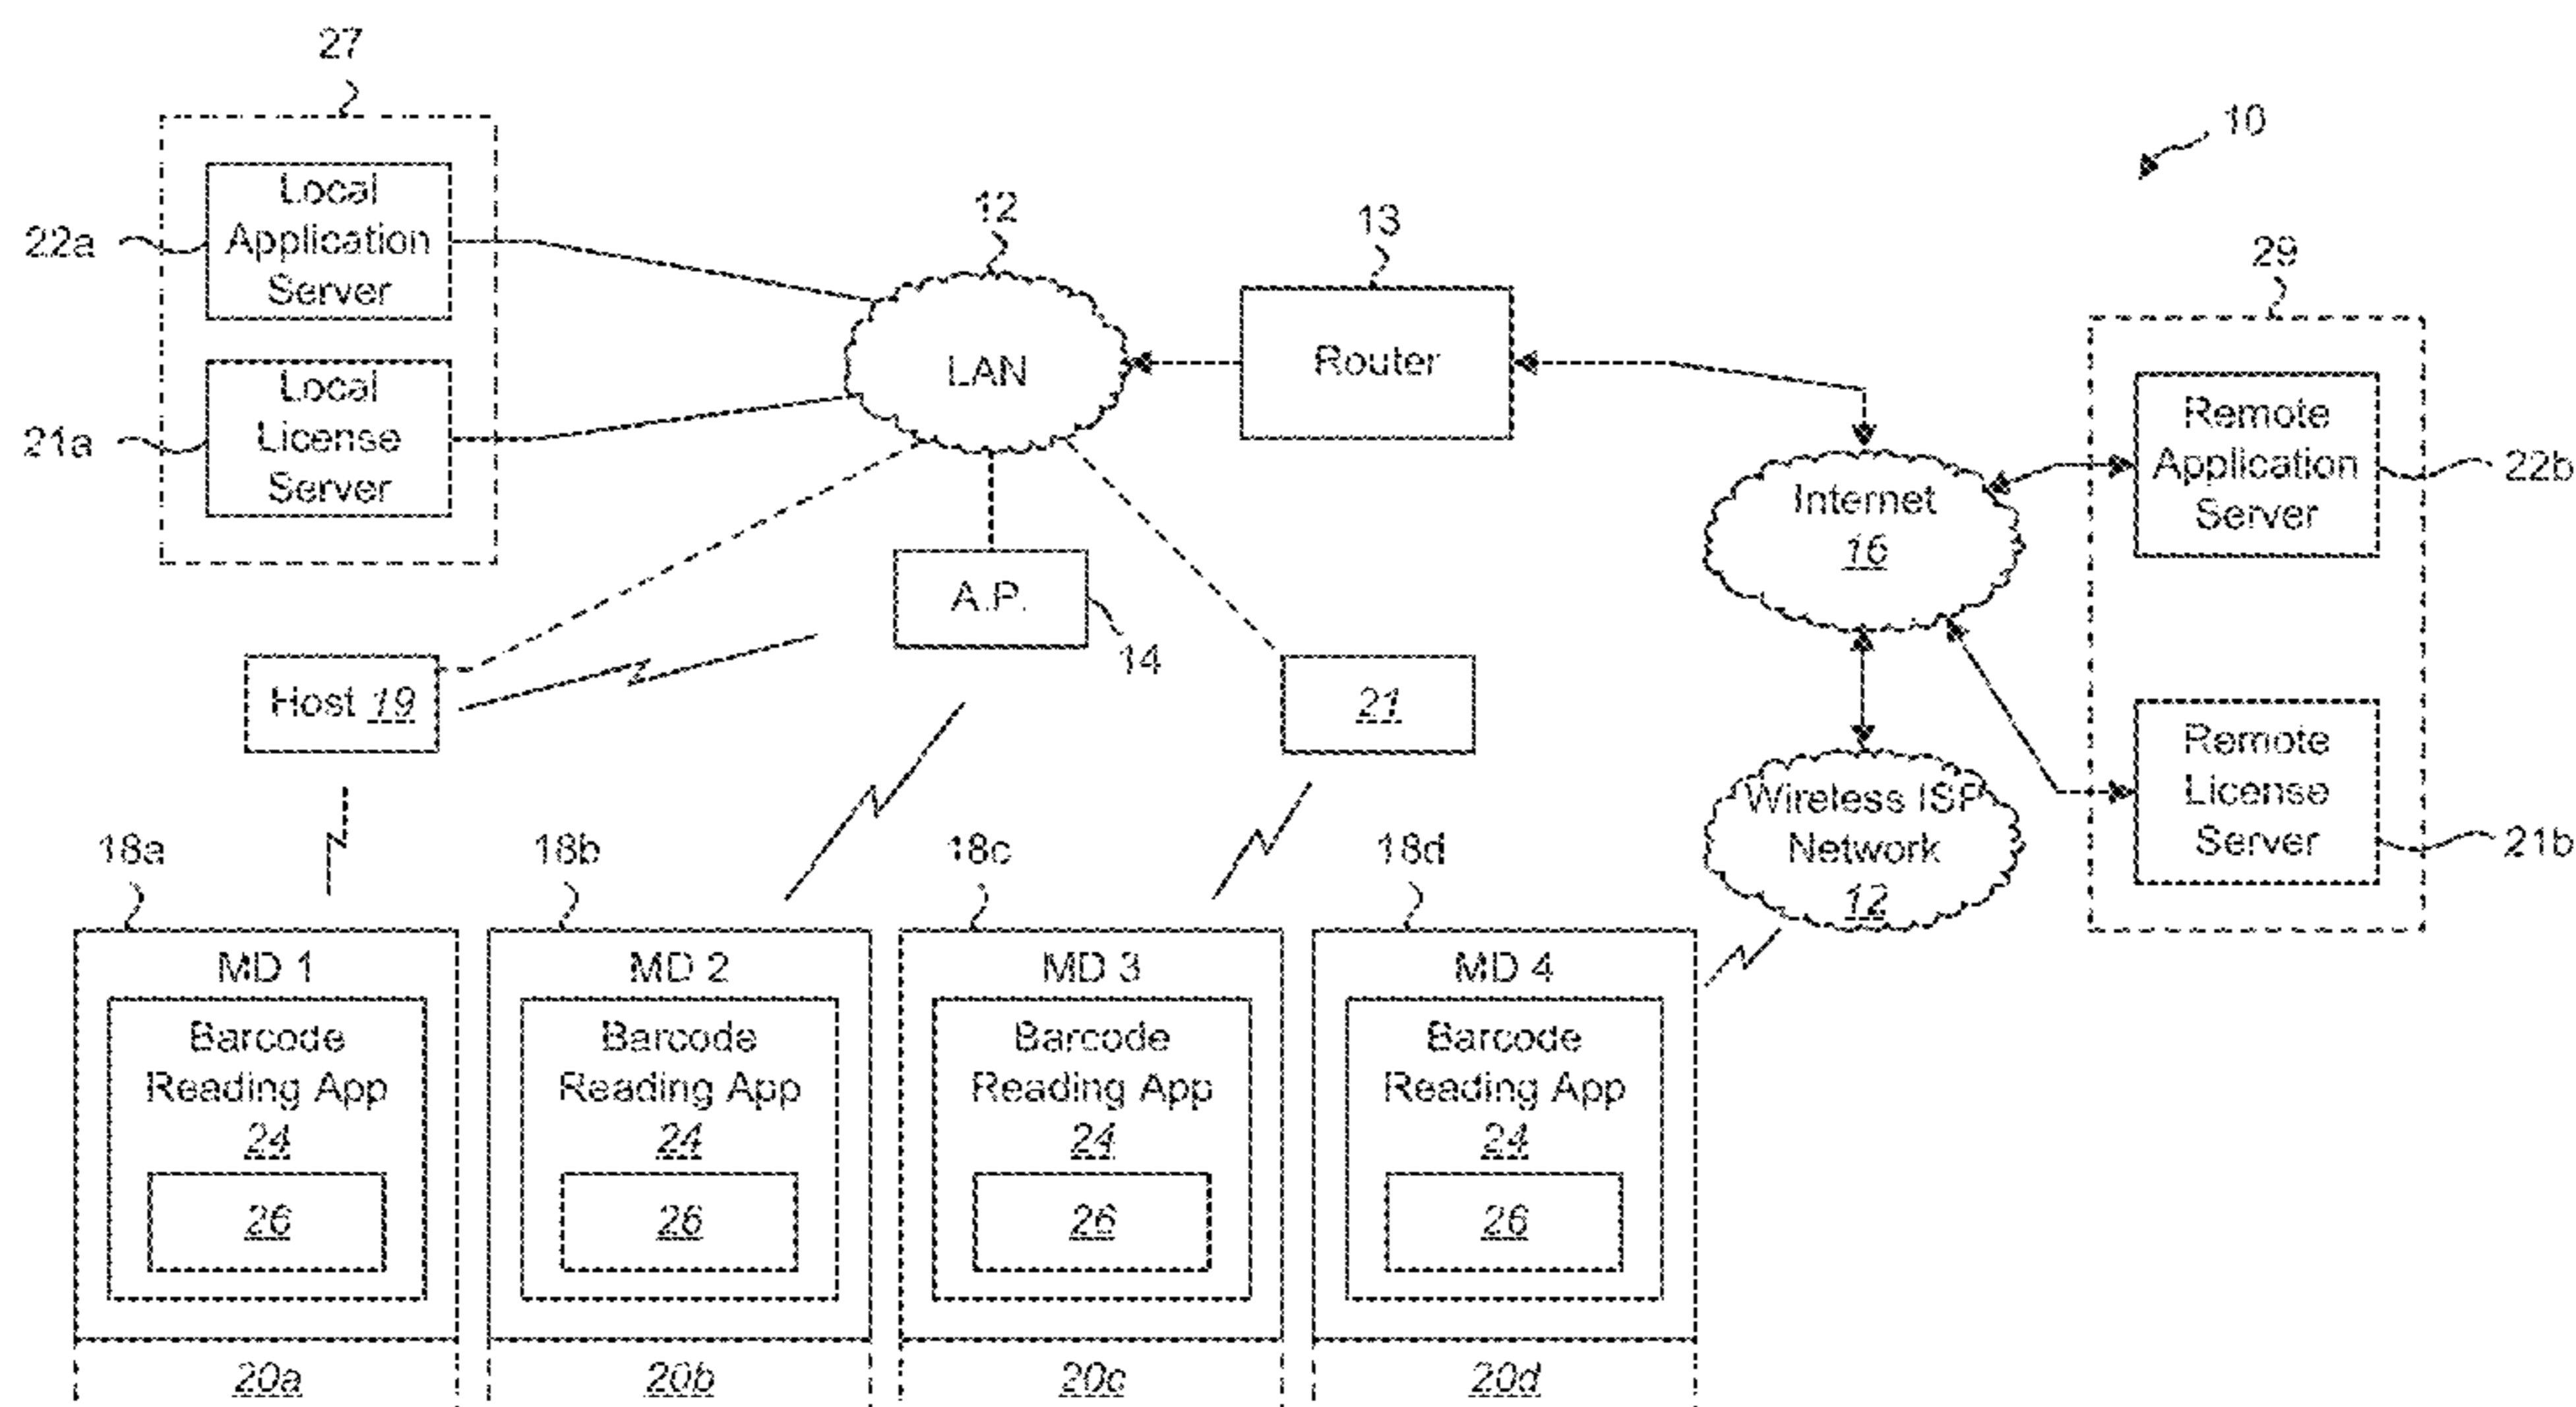 27
10
Local
Application
Server
22a
12
13
29
LAN
Router
Local
License
Server
21a
Remote
Application
Server
22b
Internet
16
A.P.
14
Host 19
21
Remote
License
Server
21b
Wireless ISP
Network
12
18a
18b
18c
18d
MD 1
Barcode
Reading App
24
26
20a
MD 2
Barcode
Reading App
24
26
20b
MD 3
Barcode
Reading App
24
26
20c
MD 4
Barcode
Reading App
24
26
20d